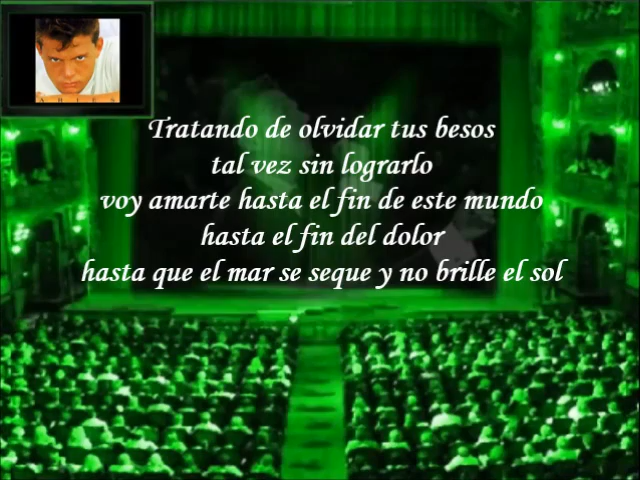 ARIES
Tratando de olvidar tus besos
tal vez sin lograrlo
voy amarte hasta el fin de este mundo
hasta el fin del dolor
hasta que el mar se seque y no brille el sol